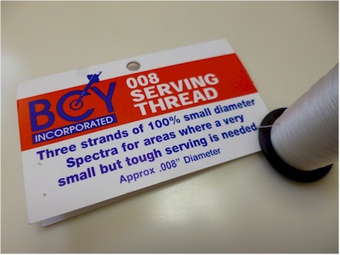 BCY
INCORPORATED
008
SERVING
THREAD
Three strands of 100% small diameter
Spectra for areas where a very
small but tough serving is needed
Approx .008" Diameter